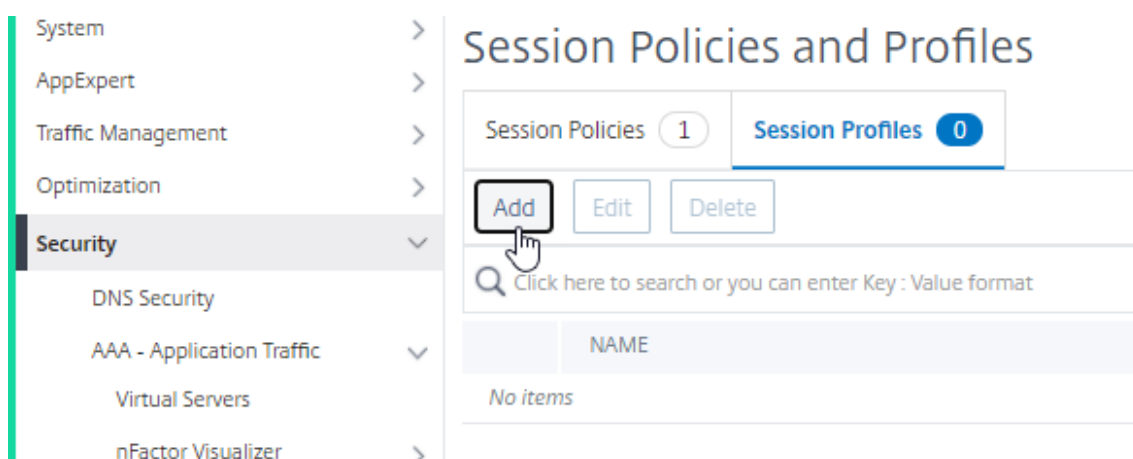 System
AppExpert
Traffic Management
Optimization
Security
DNS Security
AAA - Application Traffic
Virtual Servers
nFactor Visualizer
Session Policies and Profiles
Session Policies 1
Session Profiles 0
Add
Edit
Delete
Click here to search or you can enter Key : Value format
NAME
No items